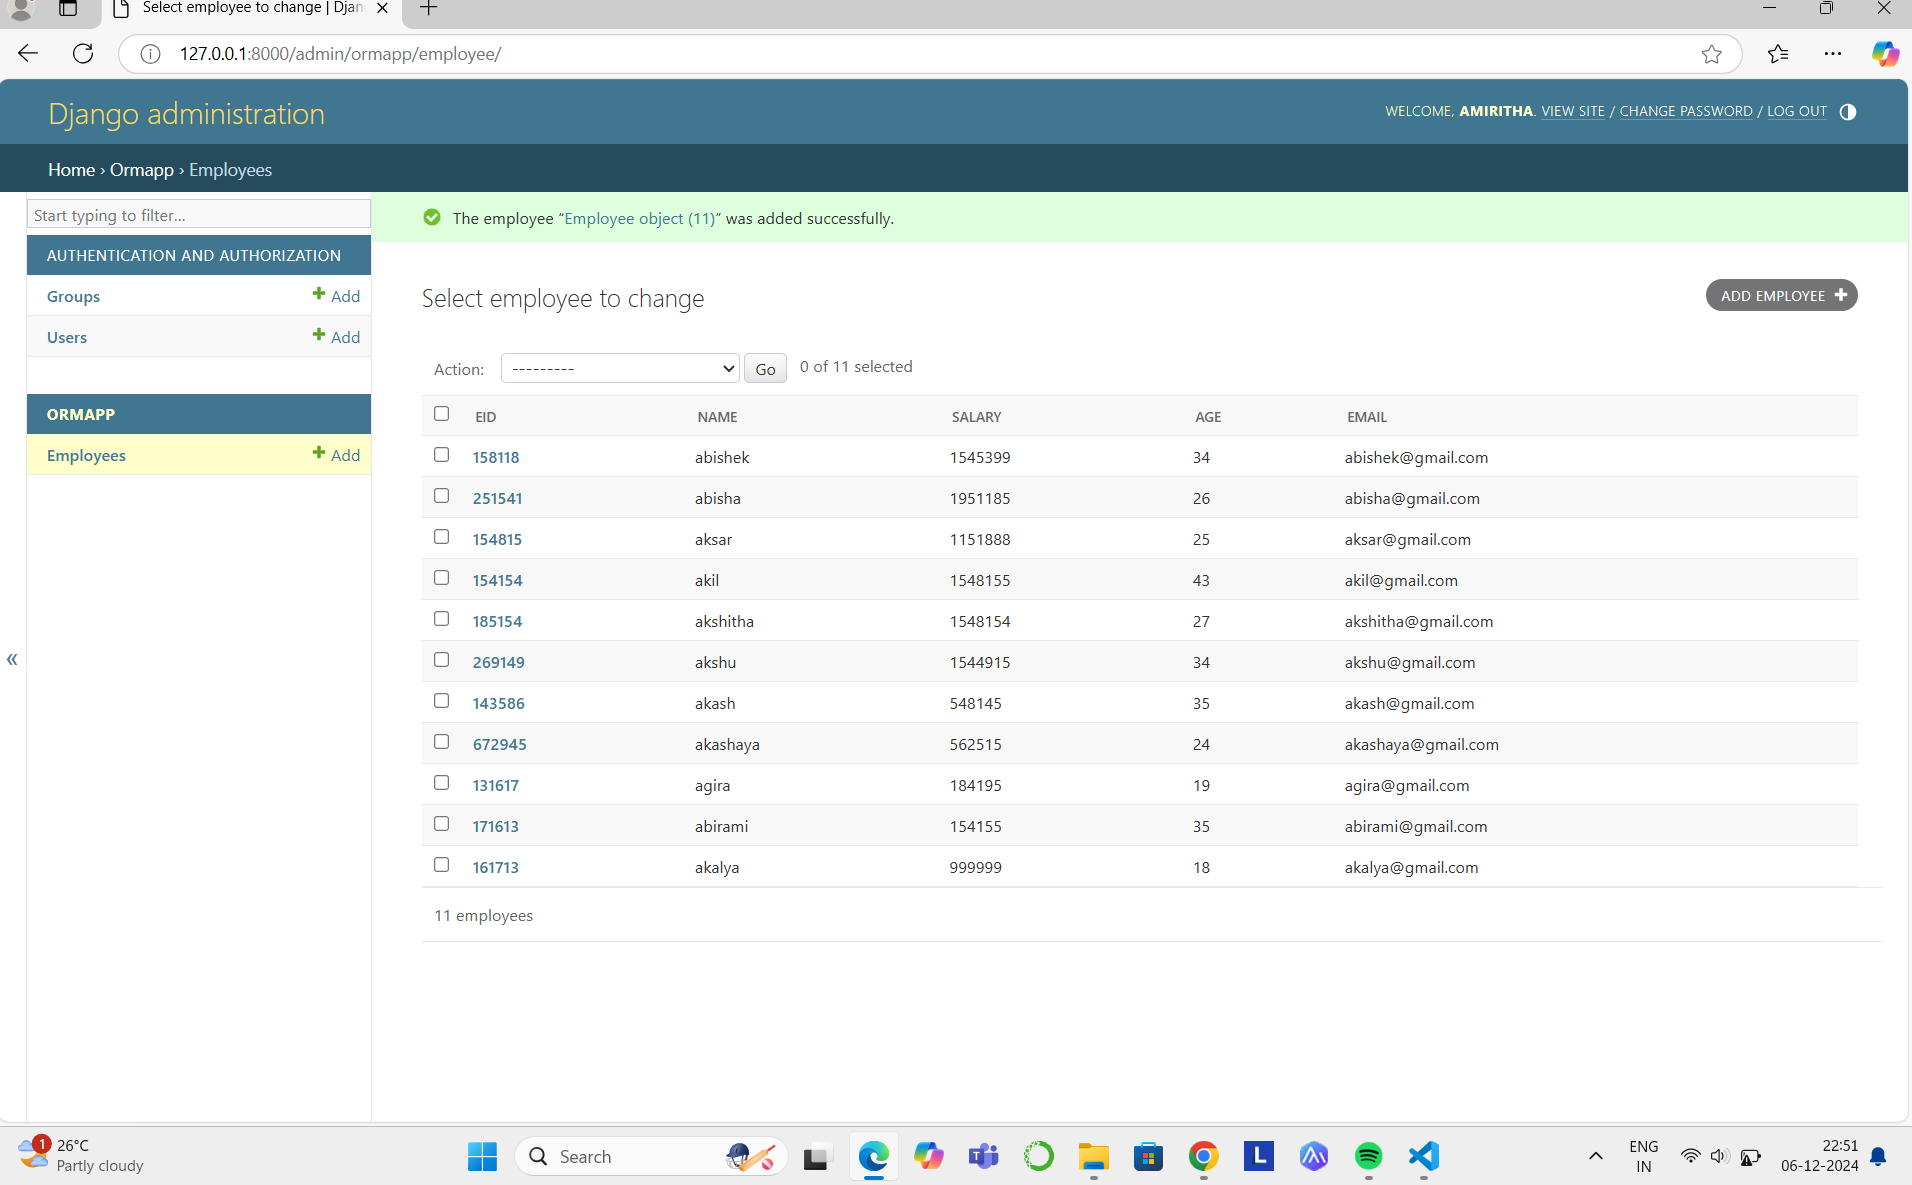 Select employee to change | Djan
127.0.0.1:8000/admin/ormapp/employee/
Django administration
WELCOME, AMIRITHA. VIEW SITE / CHANGE PASSWORD / LOG OUT
Home › Ormapp › Employees
Start typing to filter...
The employee “Employee object (11)” was added successfully.
AUTHENTICATION AND AUTHORIZATION
Groups Add
Users Add
ORMAPP
Employees Add
Select employee to change
ADD EMPLOYEE
Action: --------- Go 0 of 11 selected
EID NAME SALARY AGE EMAIL
158118 abishek 1545399 34 abishek@gmail.com
251541 abisha 1951185 26 abisha@gmail.com
154815 aksar 1151888 25 aksar@gmail.com
154154 akil 1548155 43 akil@gmail.com
185154 akshitha 1548154 27 akshitha@gmail.com
269149 akshu 1544915 34 akshu@gmail.com
143586 akash 548145 35 akash@gmail.com
672945 akashaya 562515 24 akashaya@gmail.com
131617 agira 184195 19 agira@gmail.com
171613 abirami 154155 35 abirami@gmail.com
161713 akalya 999999 18 akalya@gmail.com
11 employees
«
1
26°C
Partly cloudy
Search
T
L
ENG
IN
22:51
06-12-2024